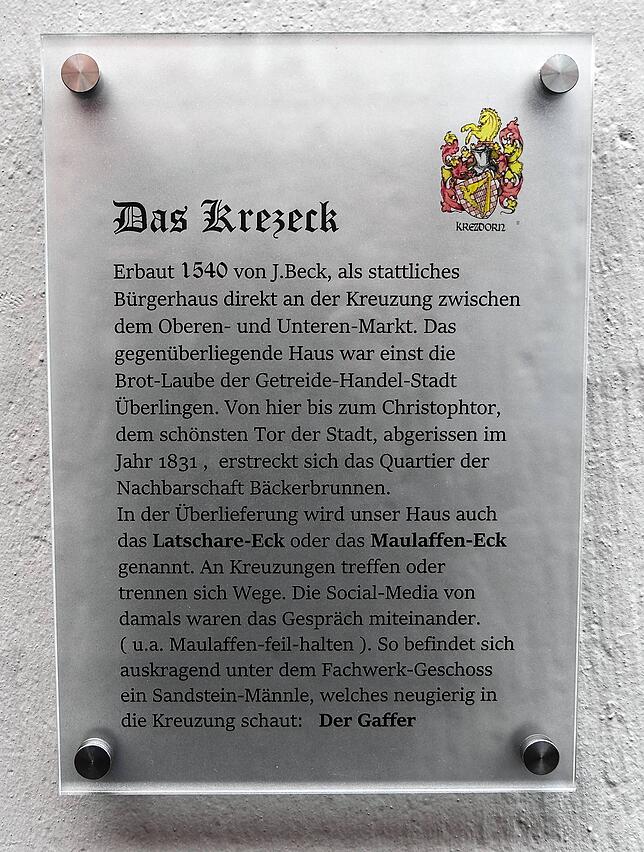 KREZDORN
Das Krezeck
Erbaut 1540 von J.Beck, als stattliches
Bürgerhaus direkt an der Kreuzung zwischen
dem Oberen- und Unteren-Markt. Das
gegenüberliegende Haus war einst die
Brot-Laube der Getreide-Handel-Stadt
Überlingen. Von hier bis zum Christophtor,
dem schönsten Tor der Stadt, abgerissen im
Jahr 1831 , erstreckt sich das Quartier der
Nachbarschaft Bäckerbrunnen.
In der Überlieferung wird unser Haus auch
das Latschare-Eck oder das Maulaffen-Eck
genannt. An Kreuzungen treffen oder
trennen sich Wege. Die Social-Media von
damals waren das Gespräch miteinander.
( u.a. Maulaffen-feil-halten ). So befindet sich
auskragend unter dem Fachwerk-Geschoss
ein Sandstein-Männle, welches neugierig in
die Kreuzung schaut: Der Gaffer